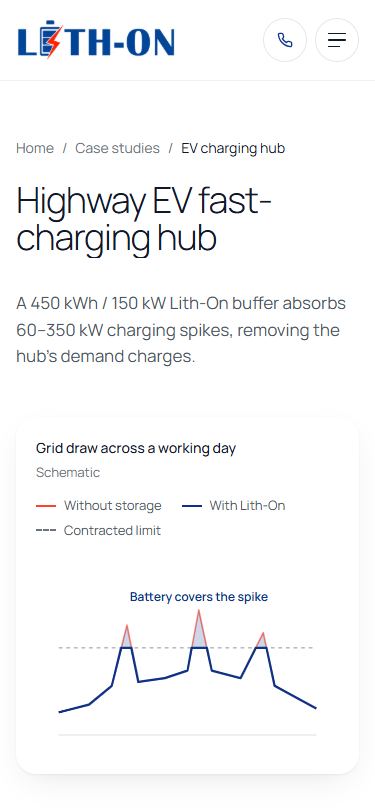 LITH-ON
Home / Case studies / EV charging hub
Highway EV fast-
charging hub
A 450 kWh / 150 kW Lith-On buffer absorbs
60–350 kW charging spikes, removing the
hub's demand charges.
Grid draw across a working day
Schematic
Without storage
With Lith-On
Contracted limit
Battery covers the spike